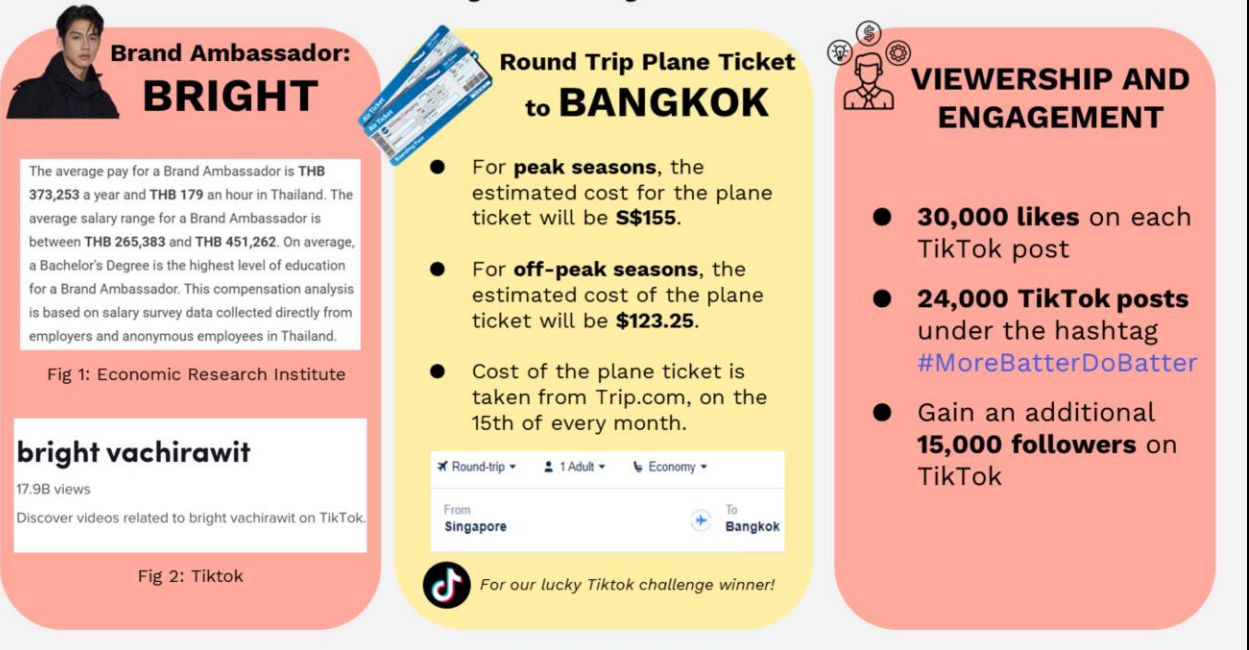 Brand Ambassador:
BRIGHT
The average pay for a Brand Ambassador is THB
373,253 a year and THB 179 an hour in Thailand. The
average salary range for a Brand Ambassador is
between THB 265,383 and THB 451,262. On average,
a Bachelor's Degree is the highest level of education
for a Brand Ambassador. This compensation analysis
is based on salary survey data collected directly from
employers and anonymous employees in Thailand.
Fig 1: Economic Research Institute
bright vachirawit
17.9B views
Discover videos related to bright vachirawit on TikTok.
Fig 2: Tiktok
Air Ticket
Air Ticket
Boarding Pass
Round Trip Plane Ticket
to BANGKOK
● For peak seasons, the
estimated cost for the plane
ticket will be S$155.
● For off-peak seasons, the
estimated cost of the plane
ticket will be $123.25.
● Cost of the plane ticket is
taken from Trip.com, on the
15th of every month.
Round-trip 1 Adult Economy
From To
Singapore Bangkok
For our lucky Tiktok challenge winner!
$
VIEWERSHIP AND
ENGAGEMENT
● 30,000 likes on each
TikTok post
● 24,000 TikTok posts
under the hashtag
#MoreBatterDoBatter
● Gain an additional
15,000 followers on
TikTok